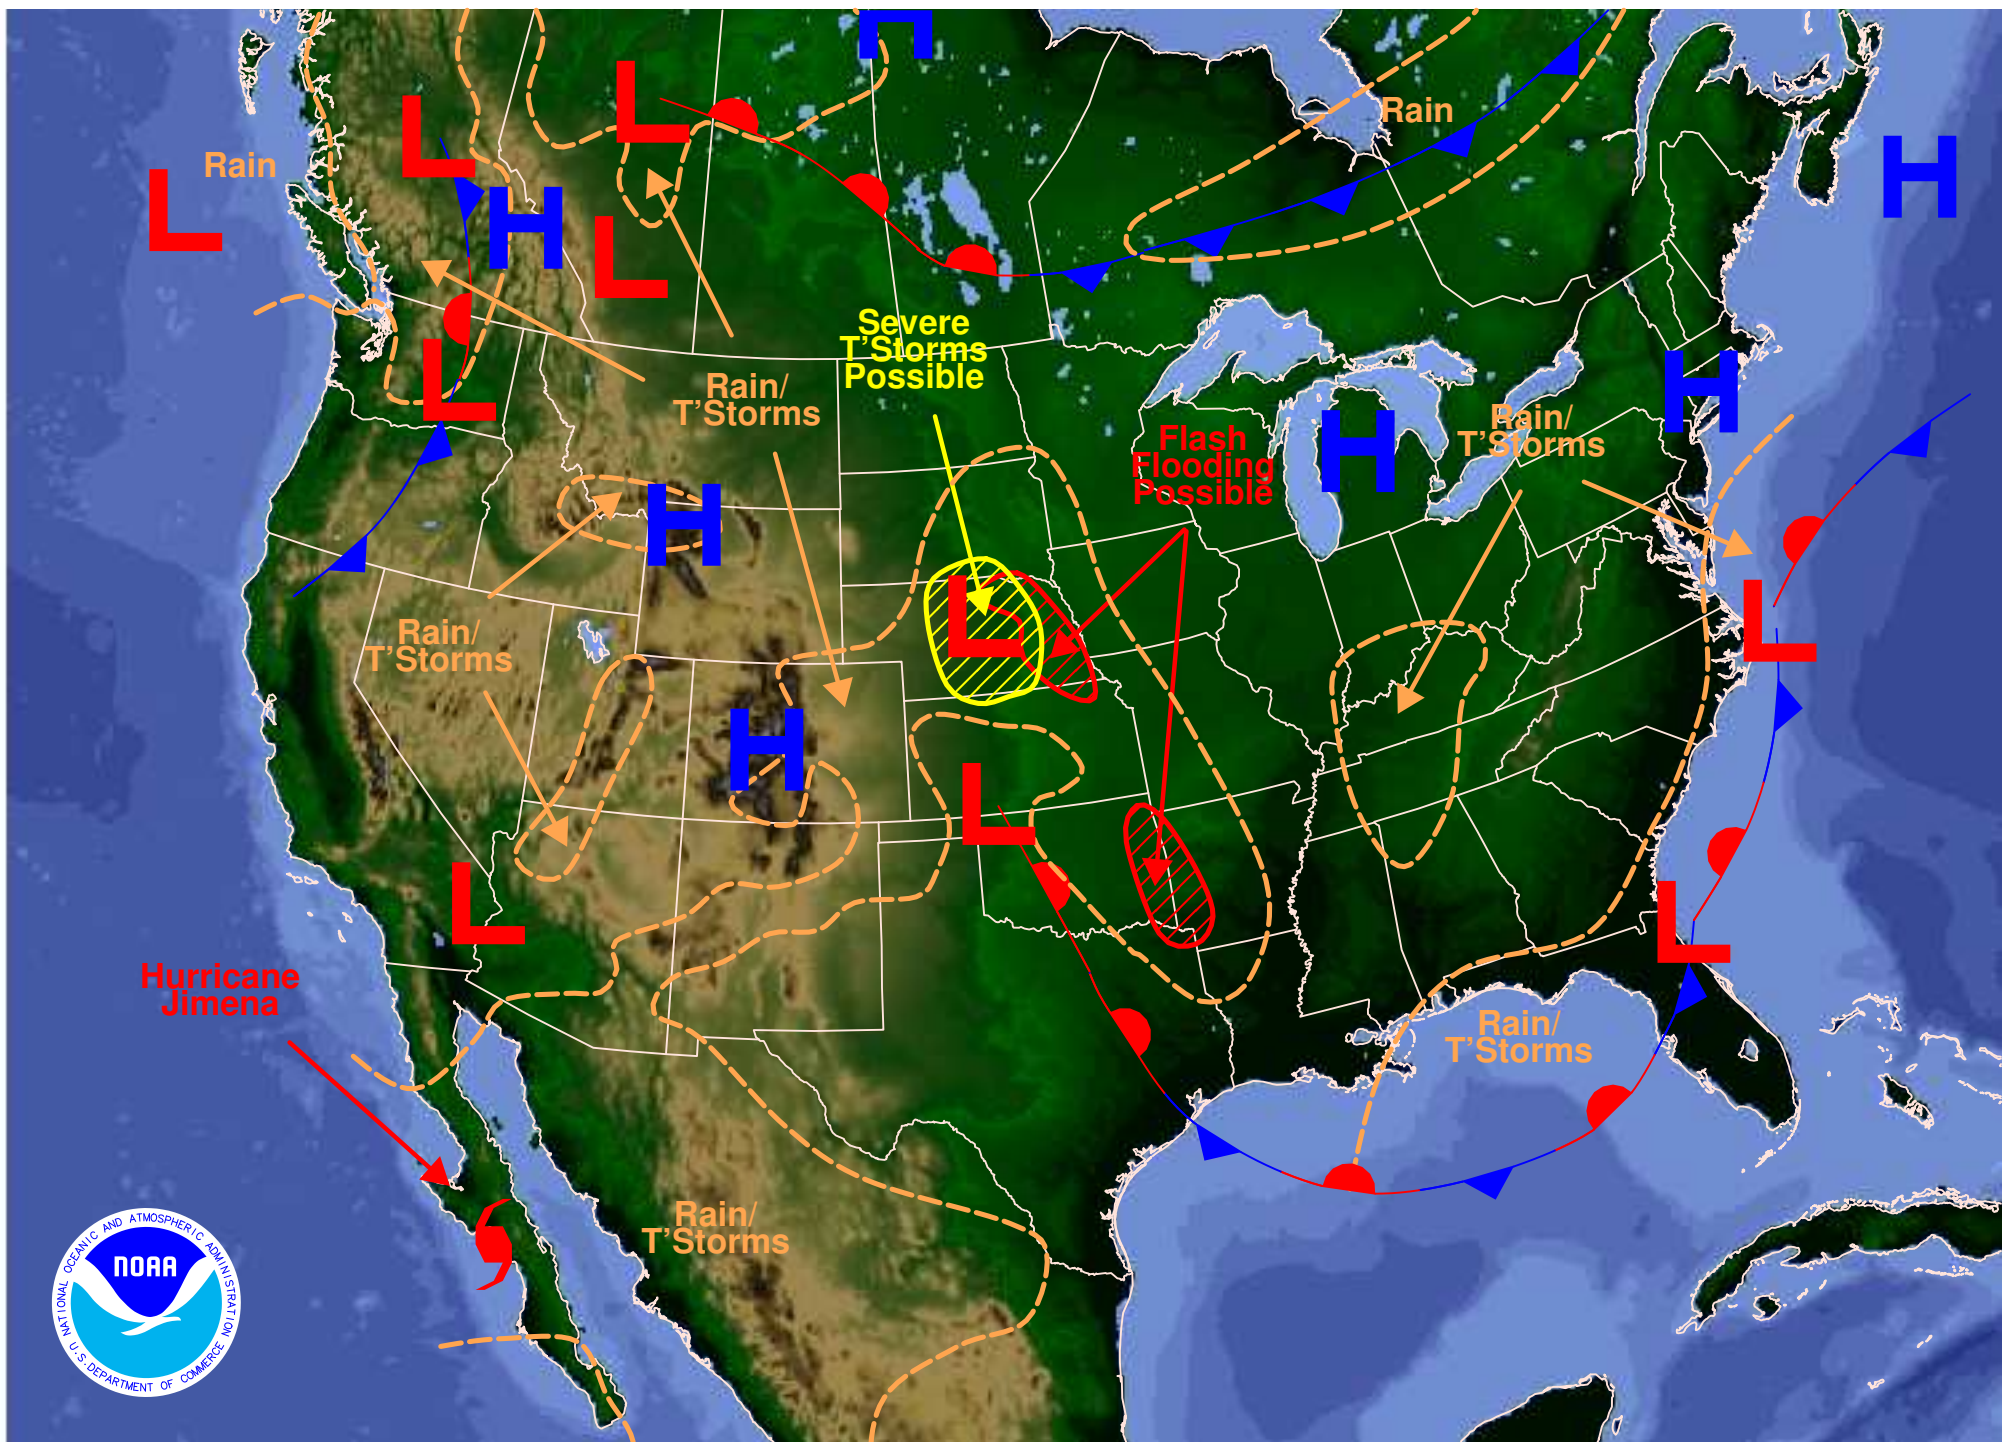 H
Rain
L
L
Rain
L
H
H
L
Severe
T'Storms
Possible
L
Rain/
T'Storms
H
H
Rain/
T'Storms
Flash
Flooding
Possible
H
L
L
Rain/
T'Storms
H
L
L
L
L
Hurricane
Jimena
Rain/
T'Storms
Rain/
T'Storms
NATIONAL OCEANIC AND ATMOSPHERIC ADMINISTRATION
NOAA
U.S. DEPARTMENT OF COMMERCE